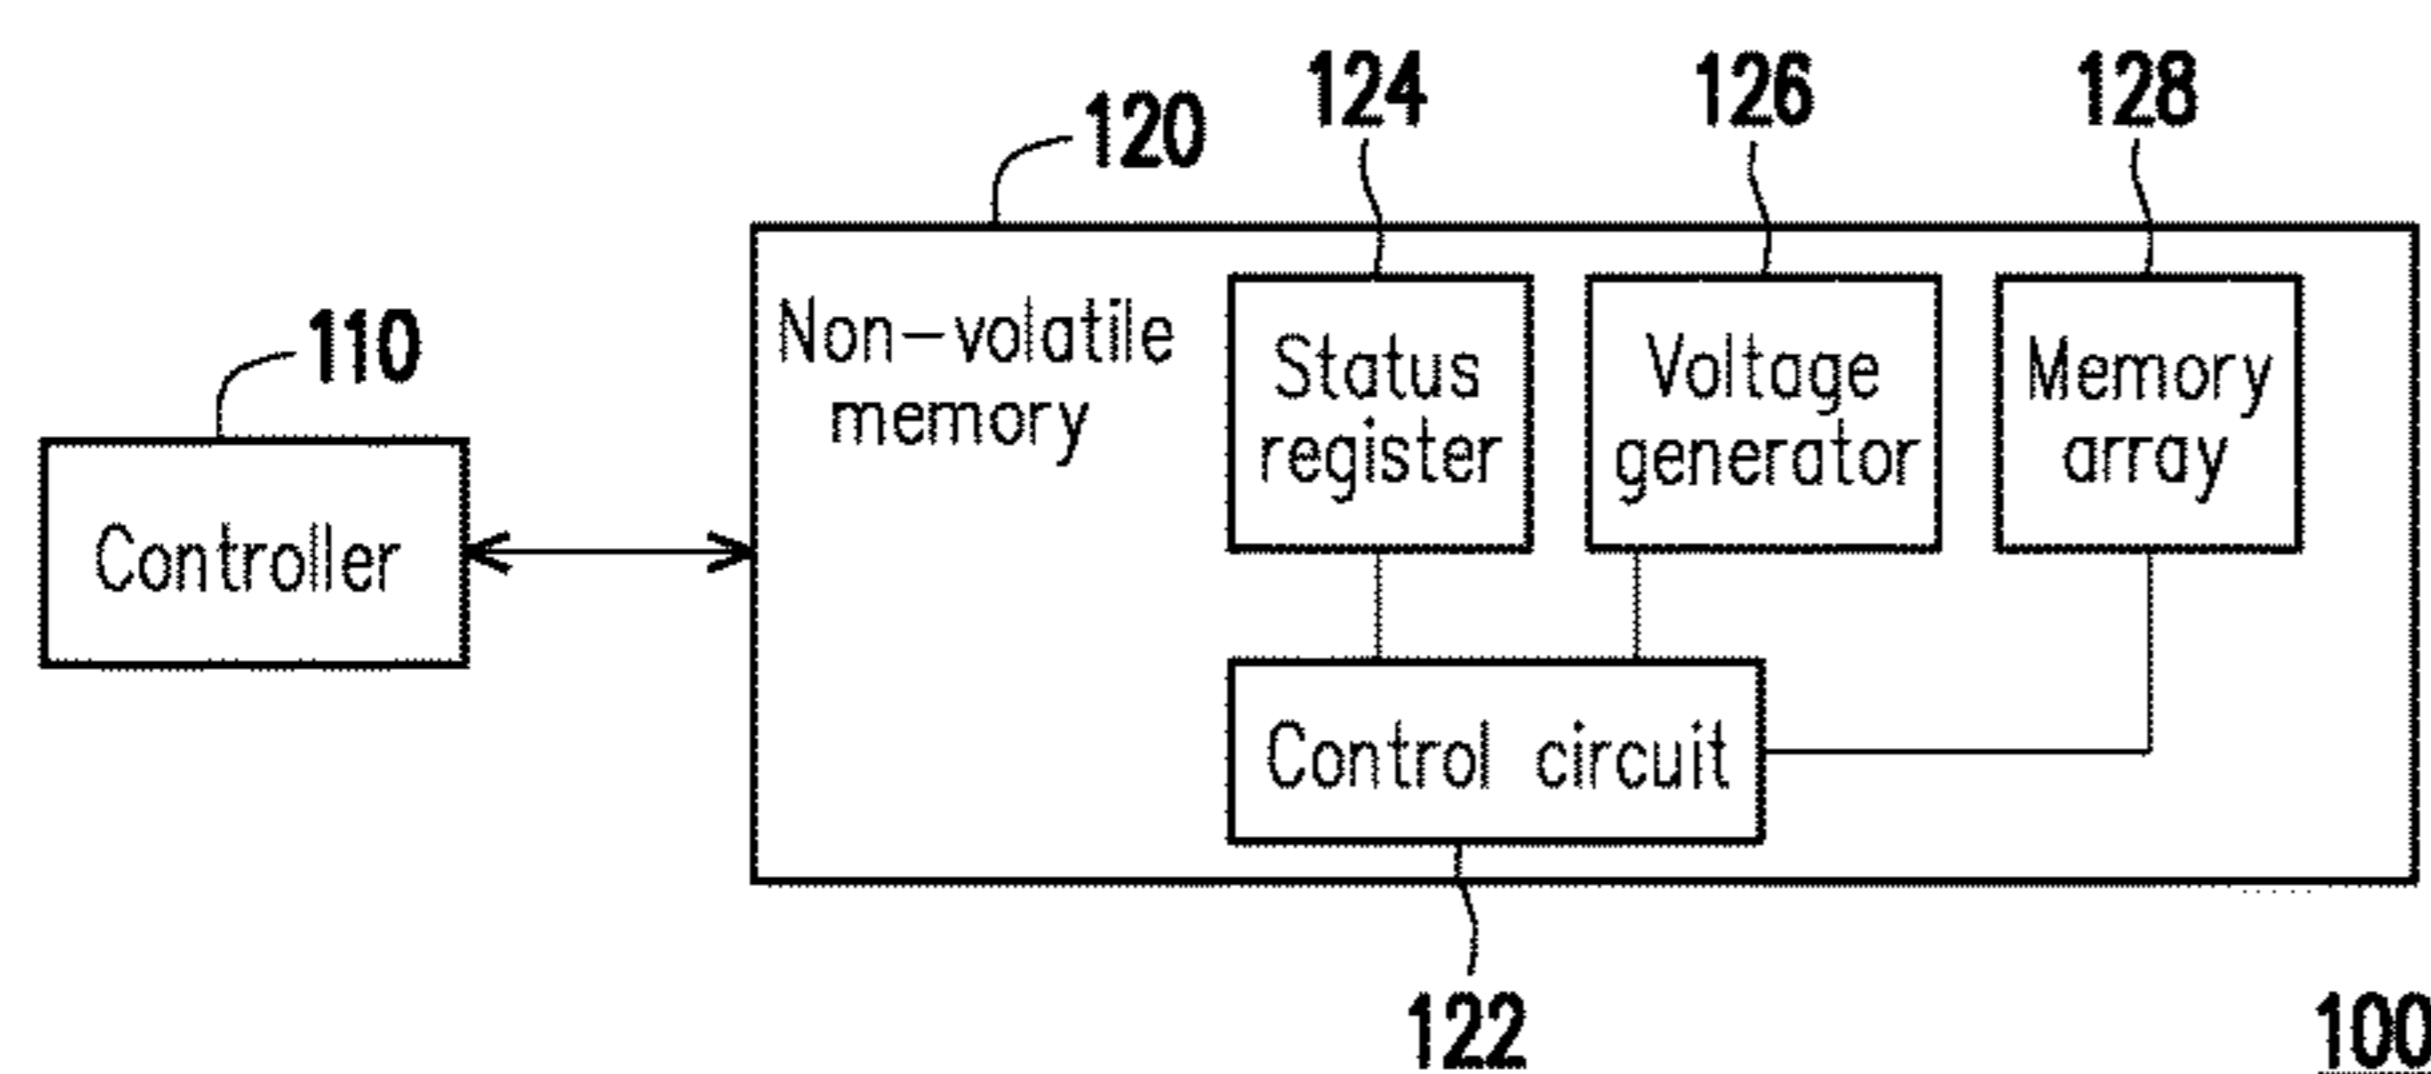 124
126
128
120
110
Non-volatile
memory
Status
register
Voltage
generator
Memory
array
Controller
Control circuit
122
100